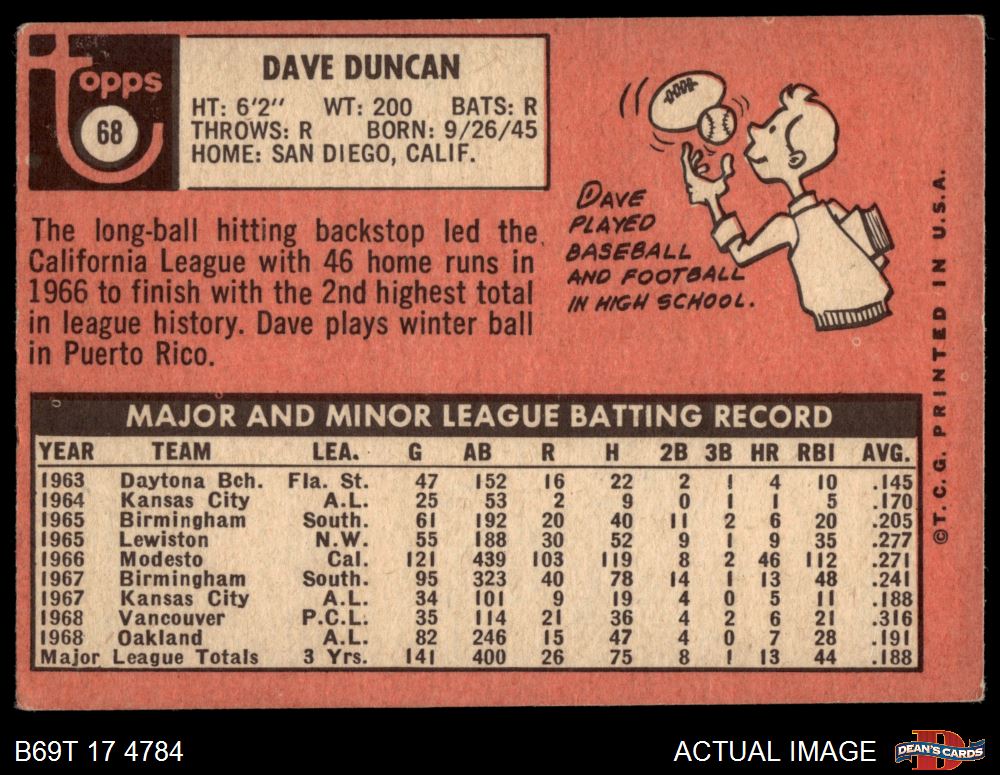 topps
68
DAVE DUNCAN
HT: 6'2" WT: 200 BATS: R
THROWS: R BORN: 9/26/45
HOME: SAN DIEGO, CALIF.
The long-ball hitting backstop led the
California League with 46 home runs in
1966 to finish with the 2nd highest total
in league history. Dave plays winter ball
in Puerto Rico.
DAVE
PLAYED
BASEBALL
AND FOOTBALL
IN HIGH SCHOOL.
©T.C.G. PRINTED IN U.S.A.
MAJOR AND MINOR LEAGUE BATTING RECORD
YEAR TEAM LEA. G AB R H 2B 3B HR RBI AVG.
1963 Daytona Bch. Fla. St. 47 152 16 22 2 1 4 10 .145
1964 Kansas City A.L. 25 53 2 9 0 1 1 5 .170
1965 Birmingham South. 61 192 20 40 11 2 6 20 .205
1965 Lewiston N.W. 55 188 30 52 9 1 9 35 .277
1966 Modesto Cal. 121 439 103 119 8 2 46 112 .271
1967 Birmingham South. 95 323 40 78 14 1 13 48 .241
1967 Kansas City A.L. 34 101 9 19 4 0 5 11 .188
1968 Vancouver P.C.L. 35 114 21 36 4 2 6 21 .316
1968 Oakland A.L. 82 246 15 47 4 0 7 28 .191
Major League Totals 3 Yrs. 141 400 26 75 8 1 13 44 .188
B69T 17 4784
ACTUAL IMAGE
DEAN'S CARDS